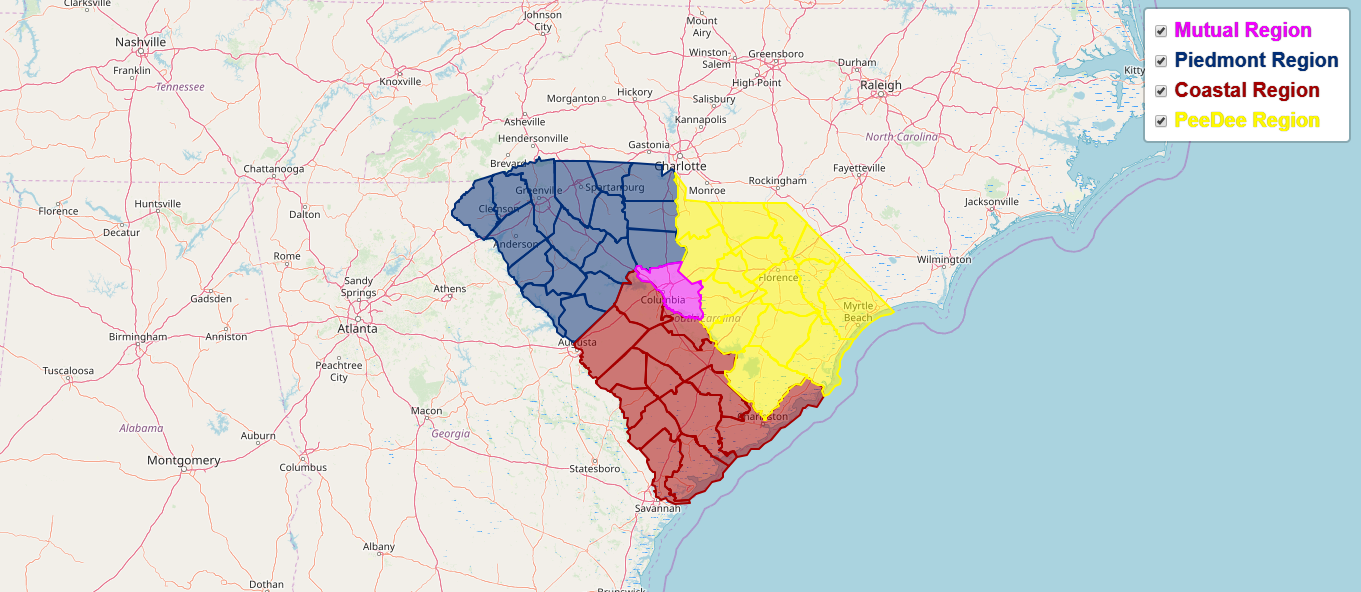 Clarksville
Johnson
City
Mount
Airy
Mutual Region
Nashville
Winston-
Salem
Greensboro
Piedmont Region
Franklin
Knoxville
Durham
Kitty
High Point
Raleigh
Tennessee
Morganton
Hickory
Salisbury
Coastal Region
Asheville
Kannapolis
PeeDee Region
Hendersonville
Gastonia
North Carolina
Chattanooga
Brevard
Charlotte
Fayetteville
Greenville
Spartanburg
Monroe
Rockingham
Huntsville
Florence
Dalton
Clemson
Jacksonville
Decatur
Anderson
Rome
Wilmington
Sandy
Springs
Athens
Florence
Gadsden
Columbia
Myrtle
Beach
South Carolina
Atlanta
Birmingham
Anniston
Augusta
Peachtree
City
Tuscaloosa
Macon
Charleston
Alabama
Auburn
Georgia
Montgomery
Columbus
Statesboro
Savannah
Albany
Dothan
Brunswick